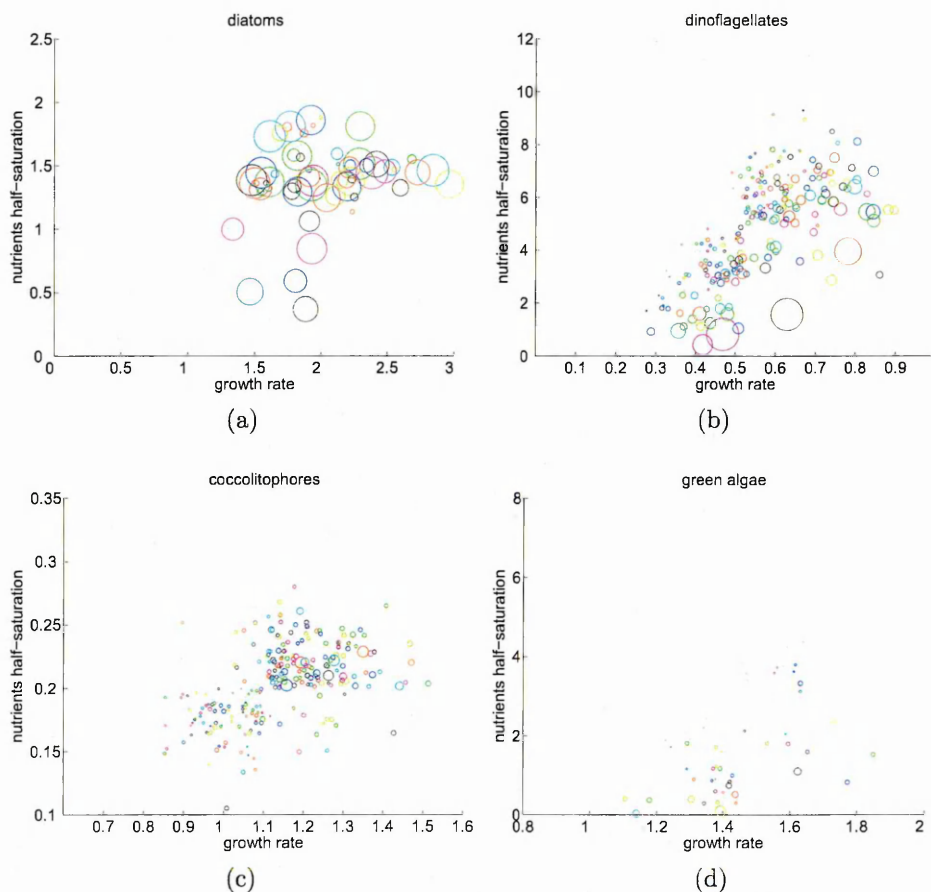 diatoms
2.5
2
1.5
1
0.5
0
nutrients half-saturation
0 0.5 1 1.5 2 2.5 3
growth rate
(a)
dinoflagellates
12
10
8
6
4
2
0
nutrients half-saturation
0.1 0.2 0.3 0.4 0.5 0.6 0.7 0.8 0.9
growth rate
(b)
coccolitophores
0.35
0.3
0.25
0.2
0.15
0.1
nutrients half-saturation
0.7 0.8 0.9 1 1.1 1.2 1.3 1.4 1.5 1.6
growth rate
(c)
green algae
8
6
4
2
0
nutrients half-saturation
0.8 1 1.2 1.4 1.6 1.8 2
growth rate
(d)